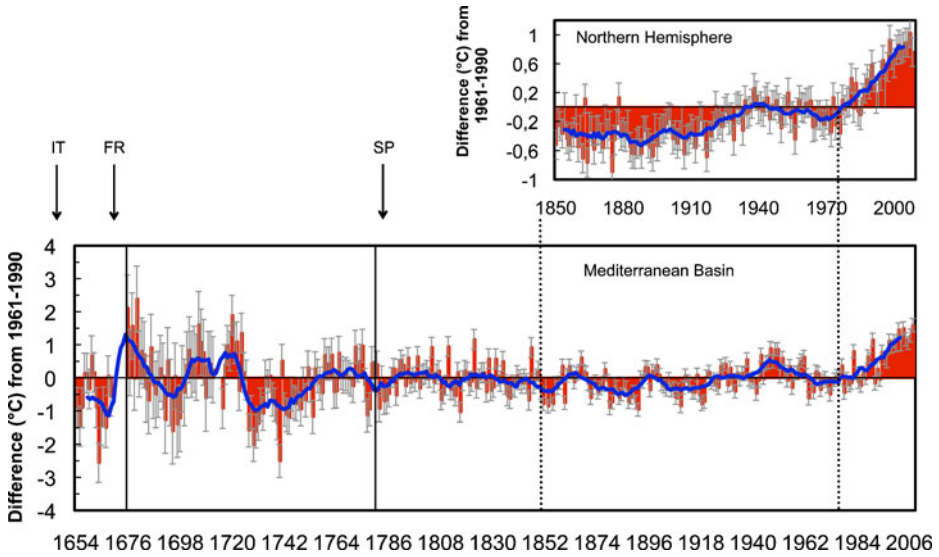 Northern Hemisphere
Difference (°C) from
1961-1990
1
0,6
0,2
-0.2
-0,6
-1
1850 1880 1910 1940 1970 2000
IT FR SP
Mediterranean Basin
Difference (°C) from 1961-1990
4
3
2
1
0
-1
-2
-3
-4
1654 1676 1698 1720 1742 1764 1786 1808 1830 1852 1874 1896 1918 1940 1962 1984 2006